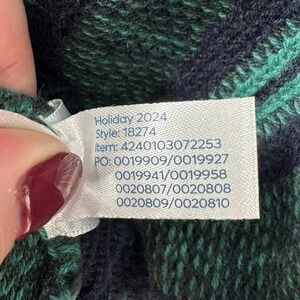 Holiday 2024
Style: 18274
Item: 4240103072253
PO: 0019909/0019927
0019941/0019958
0020807/0020808
0020809/0020810